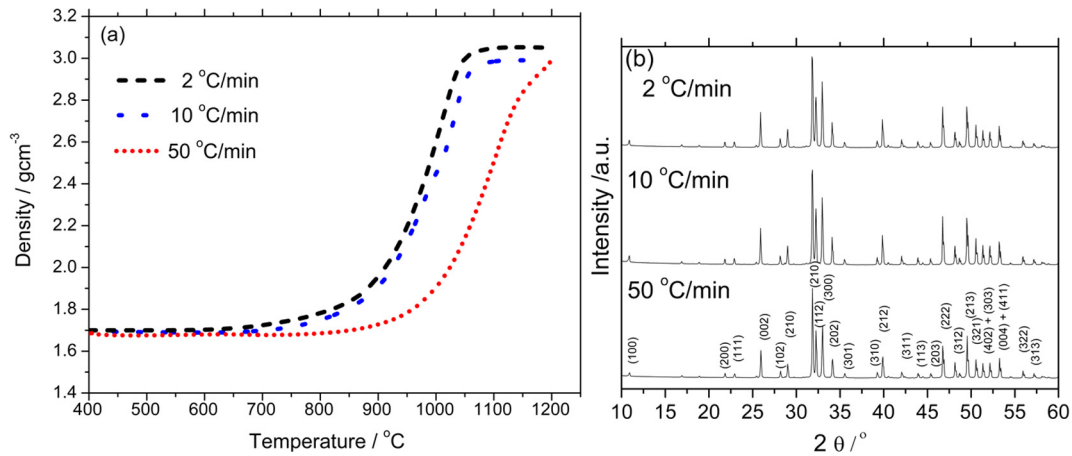 (a)
2 °C/min
10 °C/min
50 °C/min
Density / gcm-3
3.2
3.0
2.8
2.6
2.4
2.2
2.0
1.8
1.6
1.4
400 500 600 700 800 900 1000 1100 1200
Temperature / °C
(b)
2 °C/min
10 °C/min
50 °C/min
Intensity /a.u.
(100)
(200)
(111)
(002)
(102)
(210)
(210)
(112)
(300)
(202)
(301)
(310)
(212)
(311)
(113)
(203)
(222)
(312)
(213)
(321)
(402) + (303)
(004) + (411)
(322)
(313)
10 15 20 25 30 35 40 45 50 55 60
2 θ / °